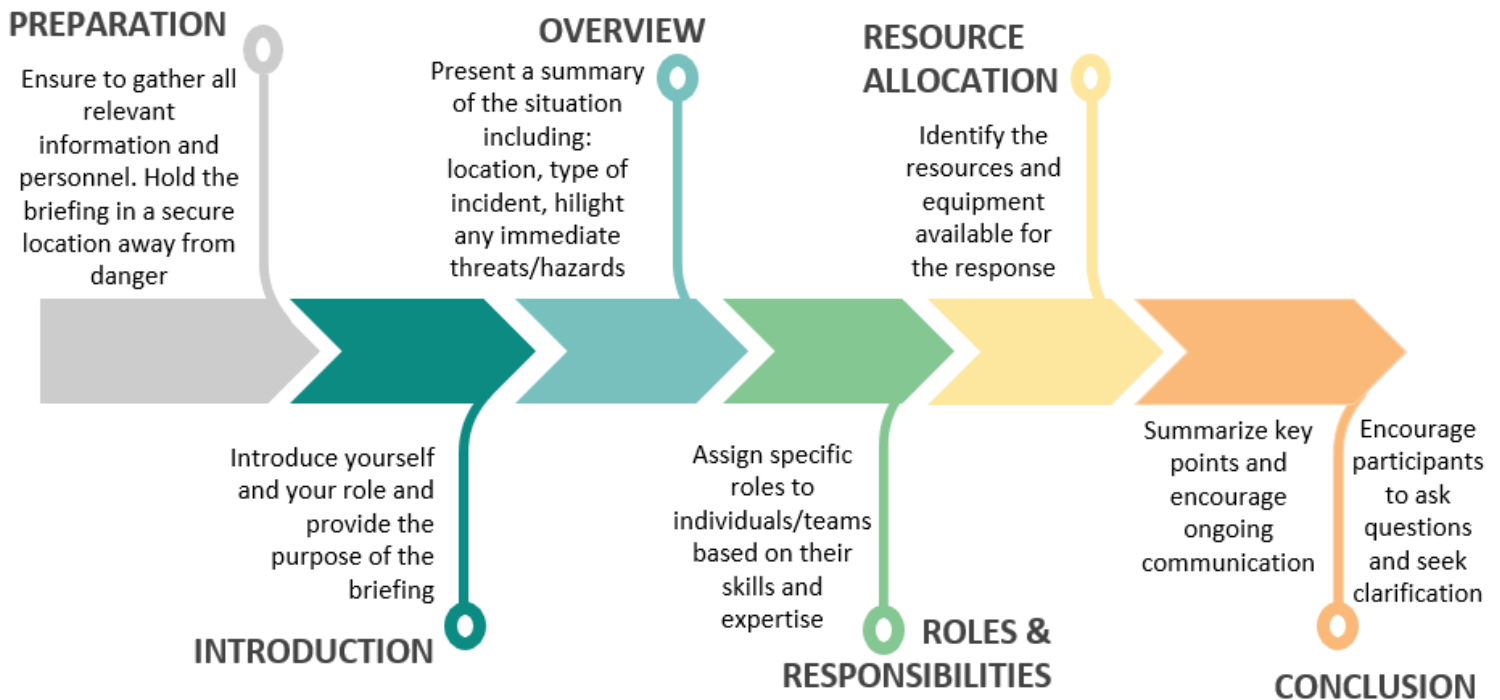 PREPARATION
Ensure to gather all
relevant
information and
personnel. Hold the
briefing in a secure
location away from
danger
Introduce yourself
and your role and
provide the
purpose of the
briefing
INTRODUCTION
OVERVIEW
Present a summary
of the situation
including:
location, type of
incident, hilight
any immediate
threats/hazards
Assign specific
roles to
individuals/teams
based on their
skills and
expertise
ROLES &
RESPONSIBILITIES
RESOURCE
ALLOCATION
Identify the
resources and
equipment
available for
the response
Summarize key
points and
encourage
ongoing
communication
Encourage
participants
to ask
questions
and seek
clarification
CONCLUSION